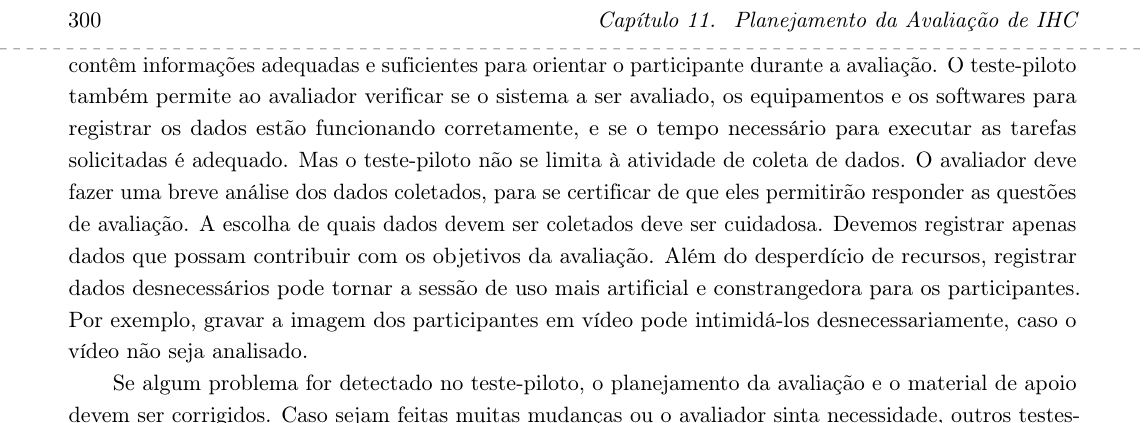 300
Capítulo 11. Planejamento da Avaliação de IHC
contêm informações adequadas e suficientes para orientar o participante durante a avaliação. O teste-piloto
também permite ao avaliador verificar se o sistema a ser avaliado, os equipamentos e os softwares para
registrar os dados estão funcionando corretamente, e se o tempo necessário para executar as tarefas
solicitadas é adequado. Mas o teste-piloto não se limita à atividade de coleta de dados. O avaliador deve
fazer uma breve análise dos dados coletados, para se certificar de que eles permitirão responder as questões
de avaliação. A escolha de quais dados devem ser coletados deve ser cuidadosa. Devemos registrar apenas
dados que possam contribuir com os objetivos da avaliação. Além do desperdício de recursos, registrar
dados desnecessários pode tornar a sessão de uso mais artificial e constrangedora para os participantes.
Por exemplo, gravar a imagem dos participantes em vídeo pode intimidá-los desnecessariamente, caso o
vídeo não seja analisado.
Se algum problema for detectado no teste-piloto, o planejamento da avaliação e o material de apoio
devem ser corrigidos. Caso sejam feitas muitas mudanças ou o avaliador sinta necessidade, outros testes-